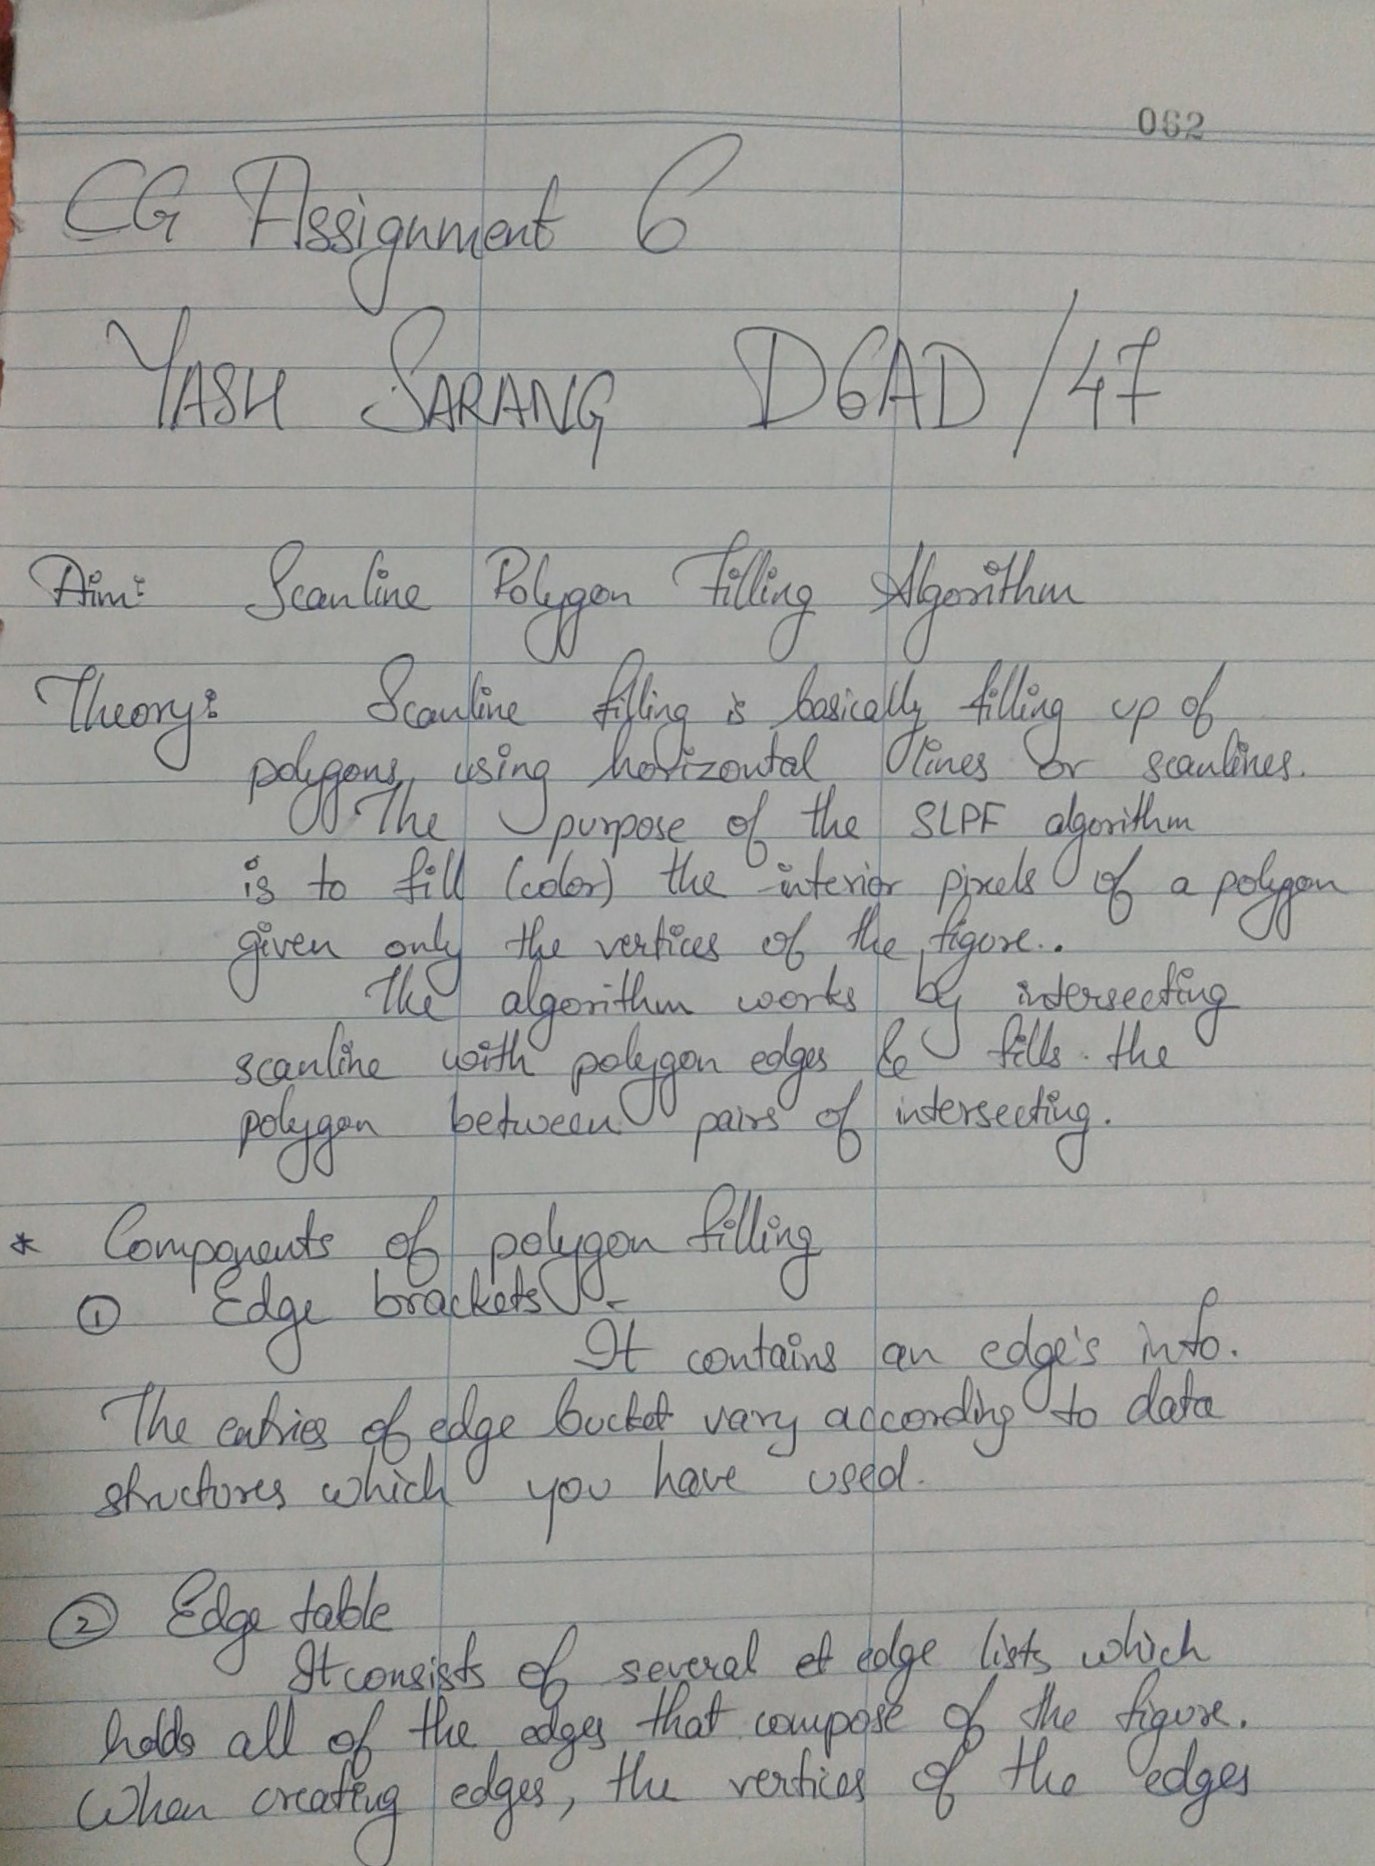 062
CG Assignment 6
YASH SARANG D6AD/47
Aim: Scanline Polygon Filling Algorithm
Theory: Scanline filling is basically filling up of
polygons using horizontal lines or scanlines.
The purpose of the SLPF algorithm
is to fill (color) the interior pixels of a polygon
given only the vertices of the figure..
The algorithm works by intersecting
scanline with polygon edges & fills the
polygon between pairs of intersecting.
* Components of polygon filling
① Edge brackets -
It contains an edge's info.
The entries of edge bucket vary according to data
structures which you have used.
② Edge table
It consists of several et edge lists which
holds all of the edges that compose of the figure.
When creating edges, the vertices of the edges